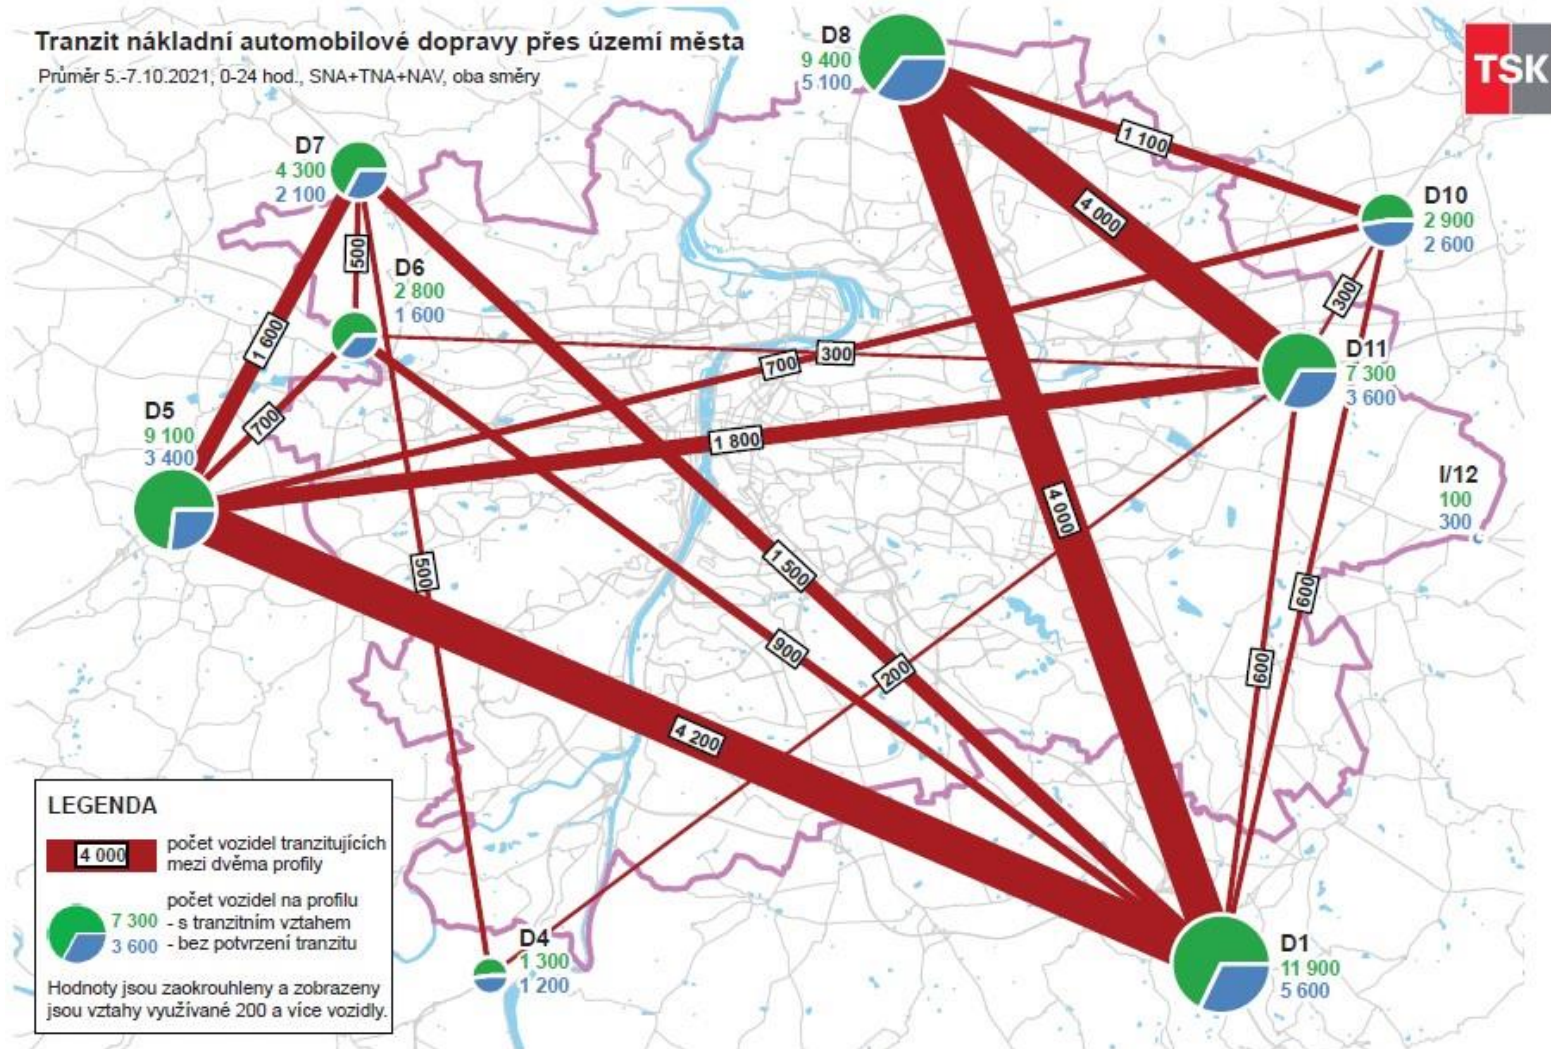 Tranzit nákladní automobilové dopravy přes území města
Průměr 5.-7.10.2021, 0-24 hod., SNA+TNA+NAV, oba směry
TSK
D8
9 400
5 100
D7
4 300
2 100
1 100
D10
2 900
2 600
4 000
500
D6
2 800
1 600
300
1 600
300
700
D11
7 300
3 600
D5
9 100
3 400
700
1 800
I/12
100
300
4 000
500
1 500
600
900
200
600
4 200
D4
1 300
1 200
D1
11 900
5 600
LEGENDA
4 000
počet vozidel tranzitujících
mezi dvěma profily
počet vozidel na profilu
7 300 - s tranzitním vztahem
3 600 - bez potvrzení tranzitu
Hodnoty jsou zaokrouhleny a zobrazeny
jsou vztahy využívané 200 a více vozidly.